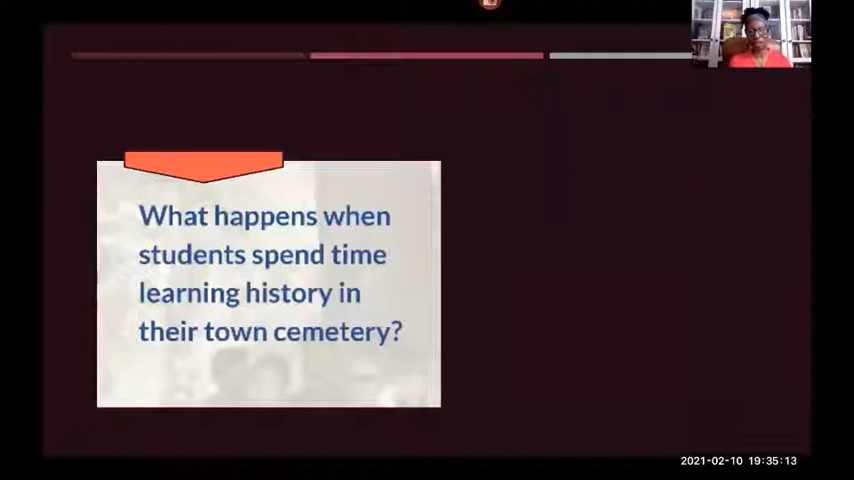 What happens when
students spend time
learning history in
their town cemetery?
2021-02-10 19:35:13